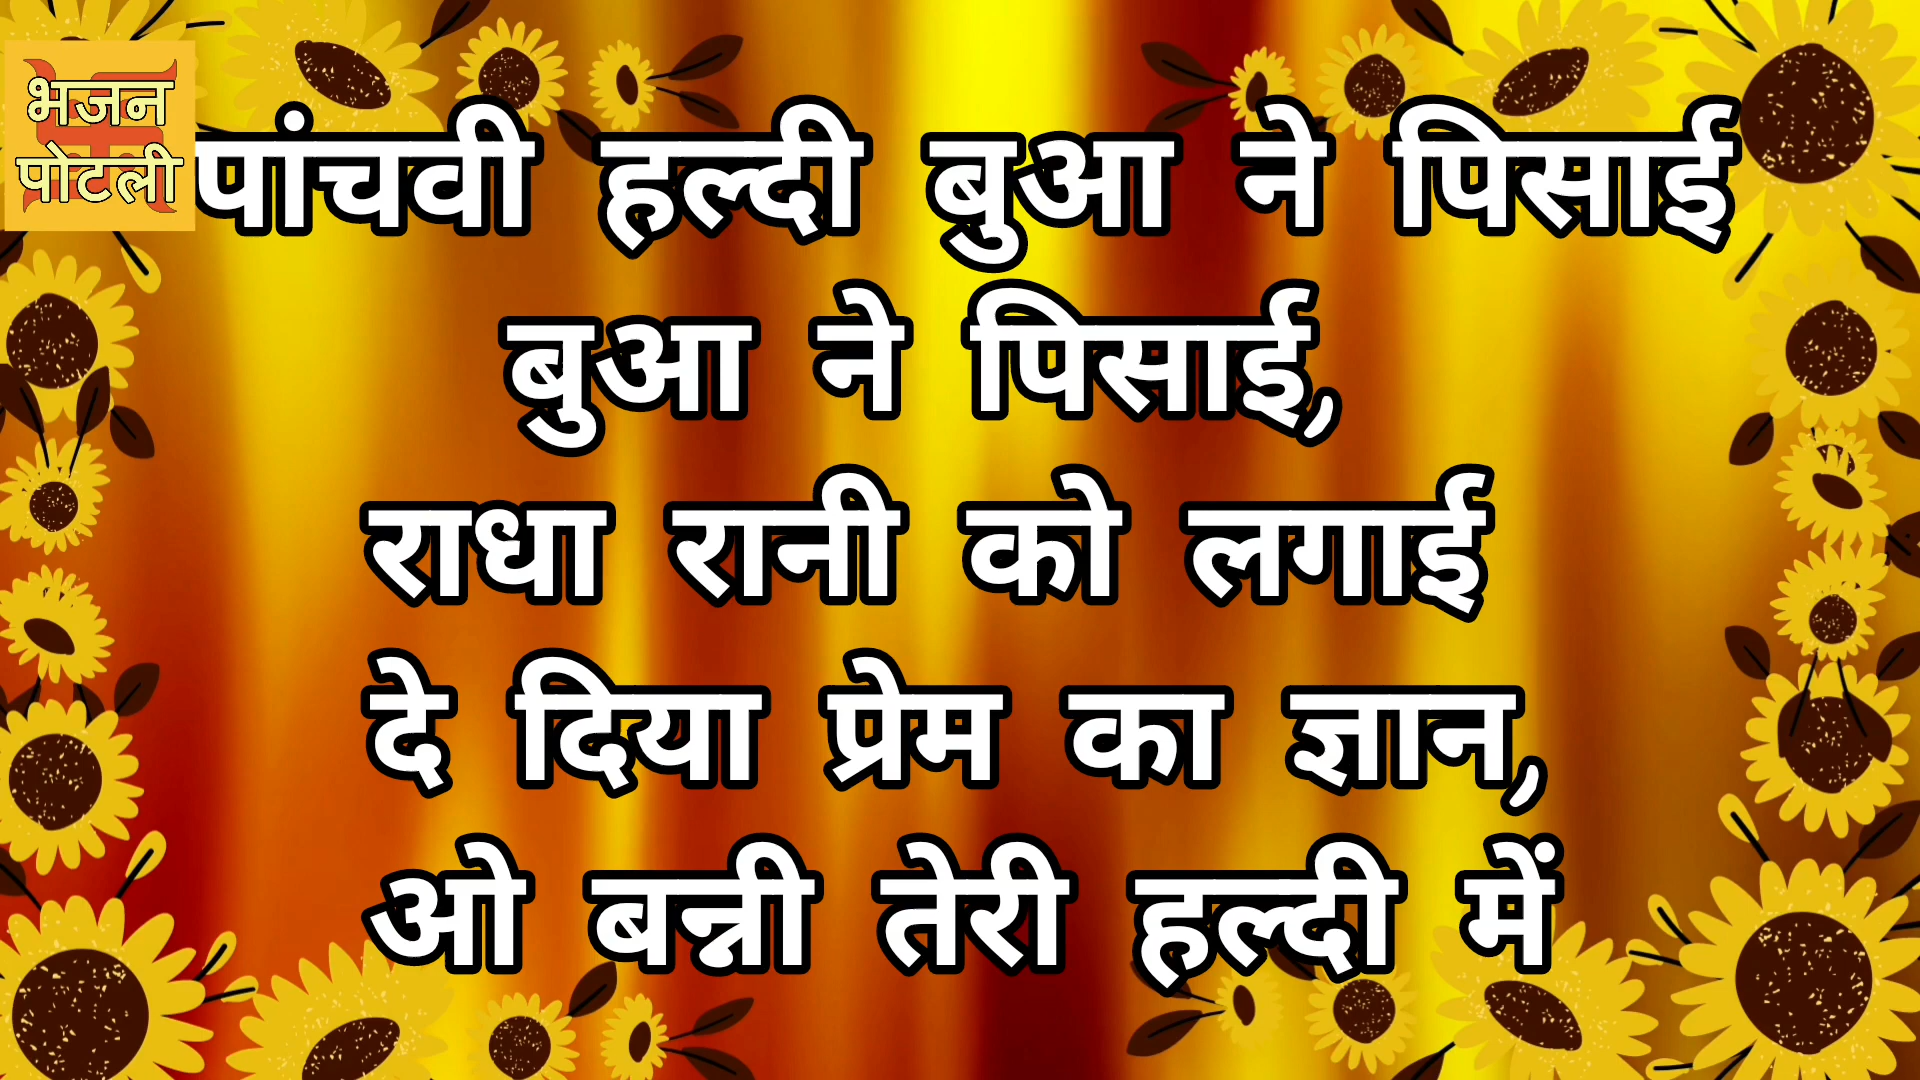 भजन
पोटली
पांचवी हल्दी बुआ ने पिसाई
बुआ ने पिसाई,
राधा रानी को लगाई
दे दिया प्रेम का ज्ञान,
ओ बन्नी तेरी हल्दी में